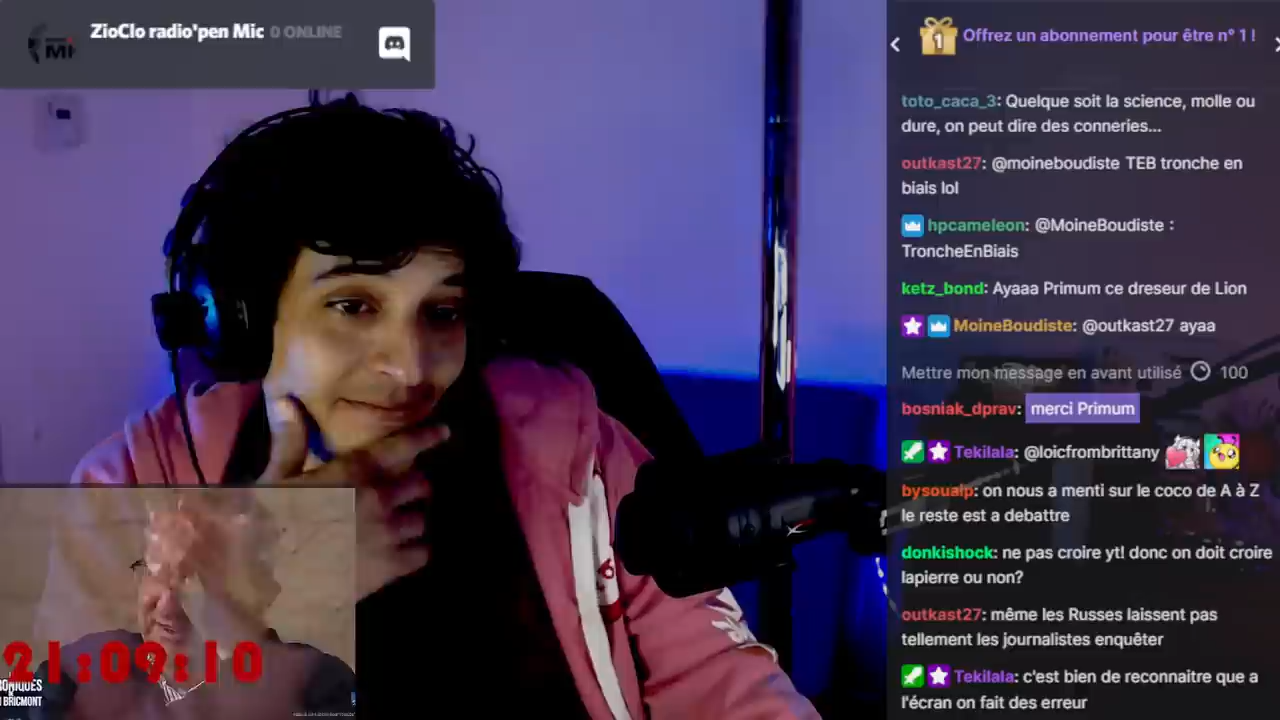 ZioClo radio'pen Mic 0 ONLINE
MI
Offrez un abonnement pour être n° 1 !
1
toto_caca_3: Quelque soit la science, molle ou
dure, on peut dire des conneries...
outkast27: @moineboudiste TEB tronche en
biais lol
hpcameleon: @MoineBoudiste :
TroncheEnBiais
ketz_bond: Ayaaa Primum ce dreseur de Lion
MoineBoudiste: @outkast27 ayaa
Mettre mon message en avant utilisé 100
bosniak_dprav: merci Primum
Tekilala: @loicfrombrittany
bysoualp: on nous a menti sur le coco de A à Z
le reste est a debattre
donkishock: ne pas croire yt! donc on doit croire
lapierre ou non?
outkast27: même les Russes laissent pas
tellement les journalistes enquêter
Tekilala: c'est bien de reconnaitre que a
l'écran on fait des erreur
21:09:10
ONIQUES
BRICMONT